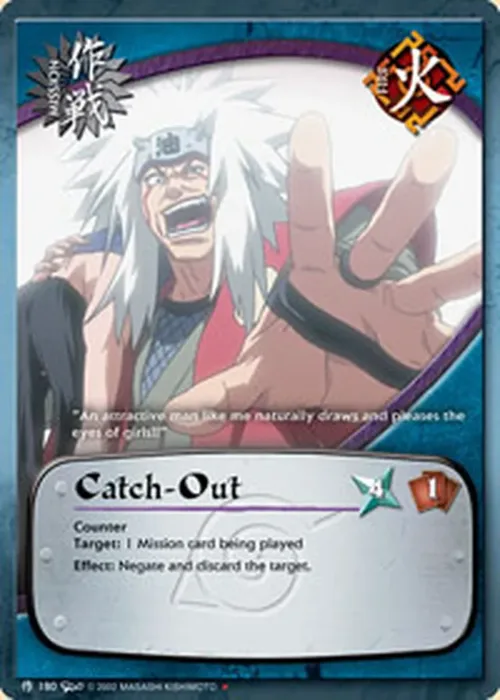 MISSION
作戦
FIRE
火
油
"An attractive man like me naturally draws and pleases the
eyes of girls!!"
Catch-Out
4
1
Counter
Target: 1 Mission card being played
Effect: Negate and discard the target.
180 © 2002 MASASHI KISHIMOTO